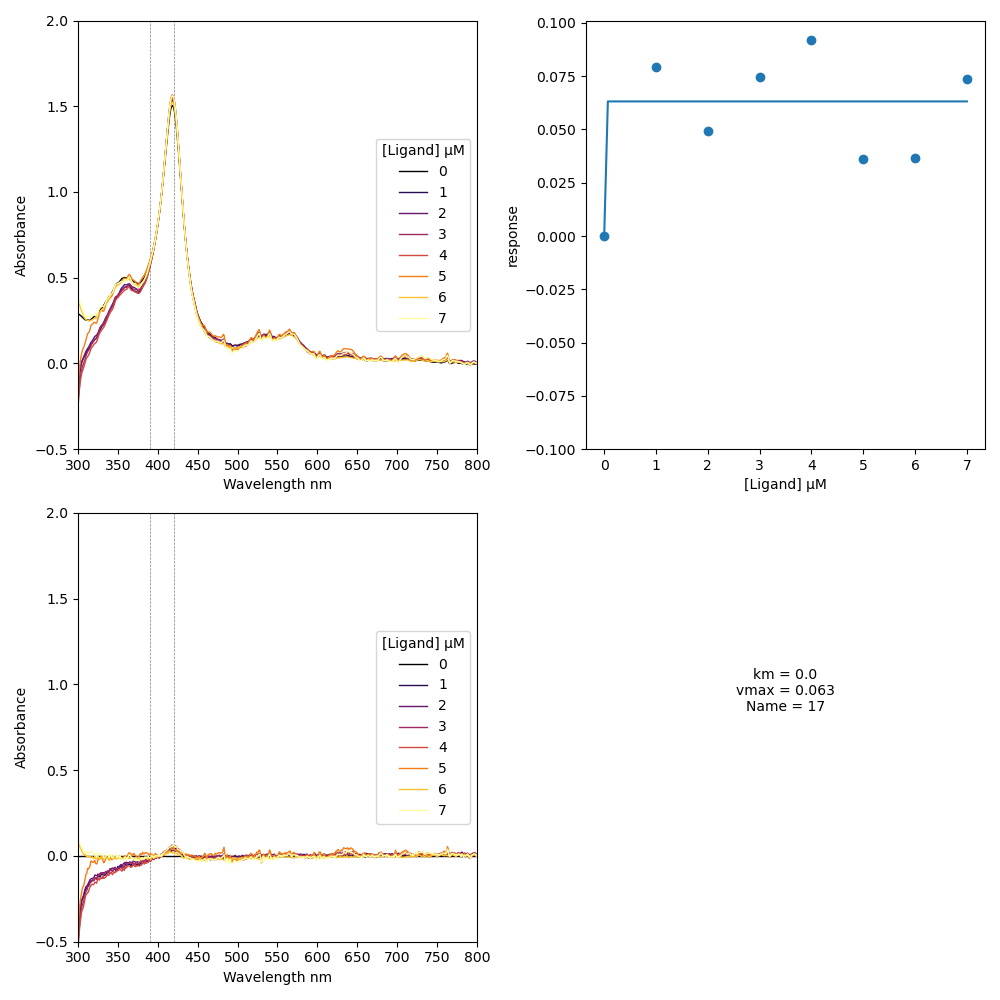 2.0
1.5
1.0
0.5
0.0
−0.5
Absorbance
300 350 400 450 500 550 600 650 700 750 800
Wavelength nm
[Ligand] μM
0
1
2
3
4
5
6
7
0.100
0.075
0.050
0.025
0.000
−0.025
−0.050
−0.075
−0.100
response
0 1 2 3 4 5 6 7
[Ligand] μM
2.0
1.5
1.0
0.5
0.0
−0.5
Absorbance
300 350 400 450 500 550 600 650 700 750 800
Wavelength nm
[Ligand] μM
0
1
2
3
4
5
6
7
km = 0.0
vmax = 0.063
Name = 17